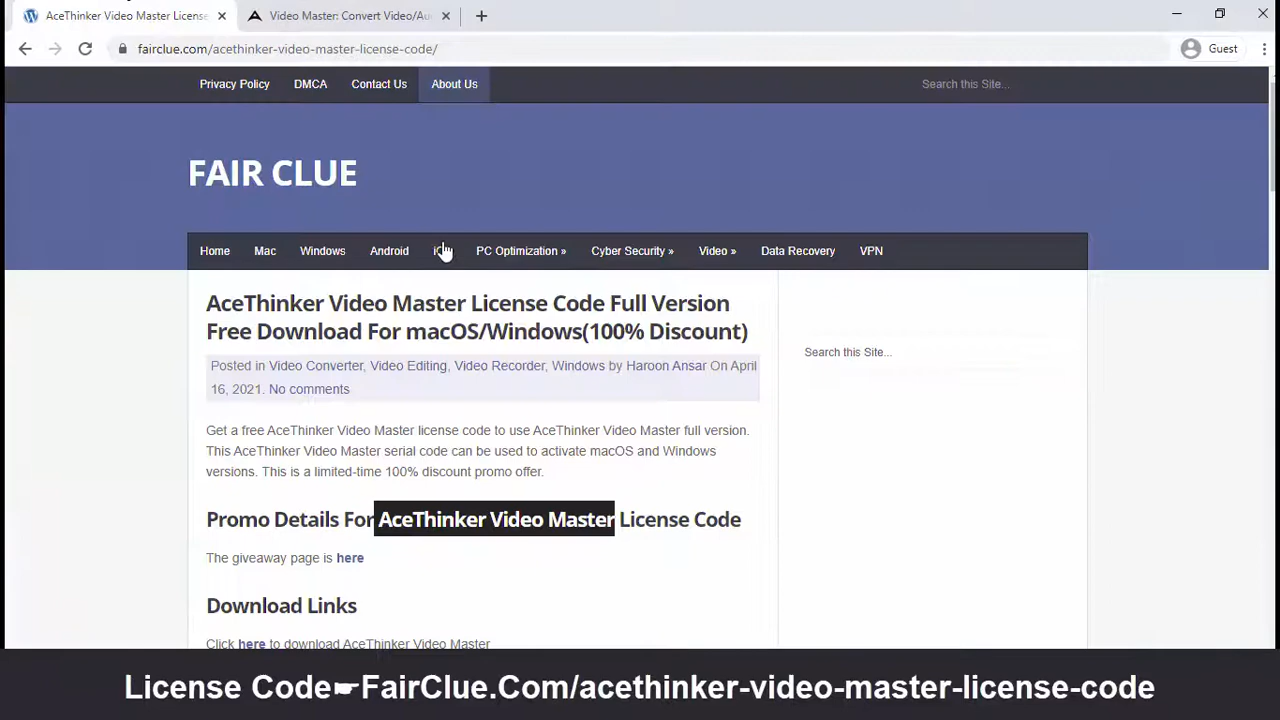 AceThinker Video Master License
Video Master: Convert Video/Au
fairclue.com/acethinker-video-master-license-code/
Guest
Privacy Policy DMCA Contact Us About Us
Search this Site...
FAIR CLUE
Home Mac Windows Android PC Optimization » Cyber Security » Video » Data Recovery VPN
AceThinker Video Master License Code Full Version
Free Download For macOS/Windows(100% Discount)
Posted in Video Converter, Video Editing, Video Recorder, Windows by Haroon Ansar On April
16, 2021. No comments
Search this Site...
Get a free AceThinker Video Master license code to use AceThinker Video Master full version.
This AceThinker Video Master serial code can be used to activate macOS and Windows
versions. This is a limited-time 100% discount promo offer.
Promo Details For AceThinker Video Master License Code
The giveaway page is here
Download Links
Click here to download AceThinker Video Master
License Code☛FairClue.Com/acethinker-video-master-license-code